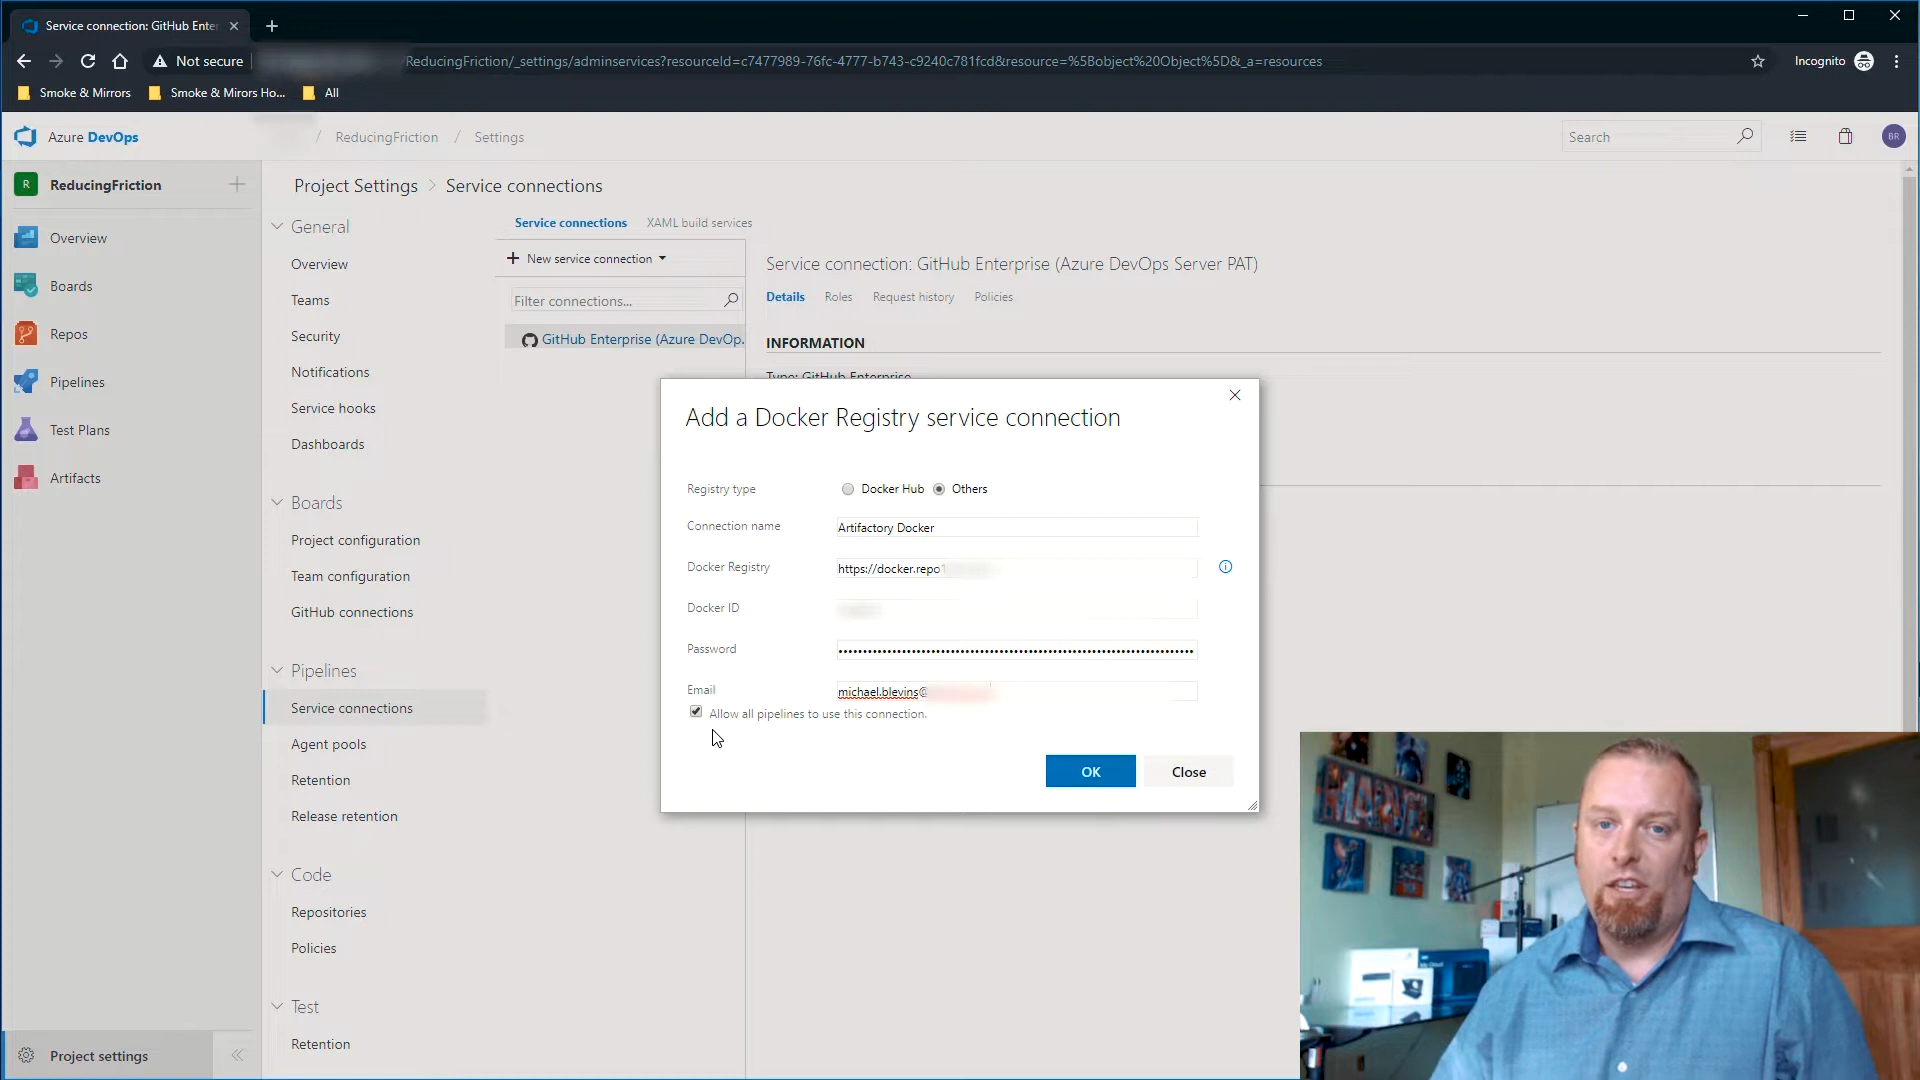 Service connection: GitHub Enter
Not secure
/ReducingFriction/_settings/adminservices?resourceId=c7477989-76fc-4777-b743-c9240c781fcd&resource=%5Bobject%20Object%5D&_a=resources
Incognito
Smoke & Mirrors
Smoke & Mirors Ho...
All
Azure DevOps
/ ReducingFriction / Settings
Search
BR
R ReducingFriction
Project Settings > Service connections
Overview
Boards
Repos
Pipelines
Test Plans
Artifacts
Project settings
General
Overview
Teams
Security
Notifications
Service hooks
Dashboards
Boards
Project configuration
Team configuration
GitHub connections
Pipelines
Service connections
Agent pools
Retention
Release retention
Code
Repositories
Policies
Test
Retention
Service connections
XAML build services
New service connection
Filter connections...
GitHub Enterprise (Azure DevOp.
Service connection: GitHub Enterprise (Azure DevOps Server PAT)
Details
Roles
Request history
Policies
INFORMATION
Type: GitHub Enterprise
Add a Docker Registry service connection
Registry type
Docker Hub
Others
Connection name
Artifactory Docker
Docker Registry
https://docker.repo
Docker ID
Password
Email
michael.blevins@
Allow all pipelines to use this connection.
OK
Close
MARVEL